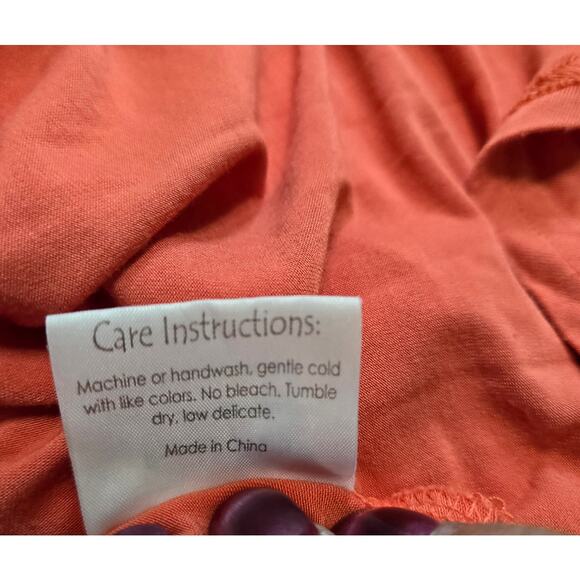 Care Instructions:
Machine or handwash, gentle cold
with like colors. No bleach. Tumble
dry, low delicate.
Made in China